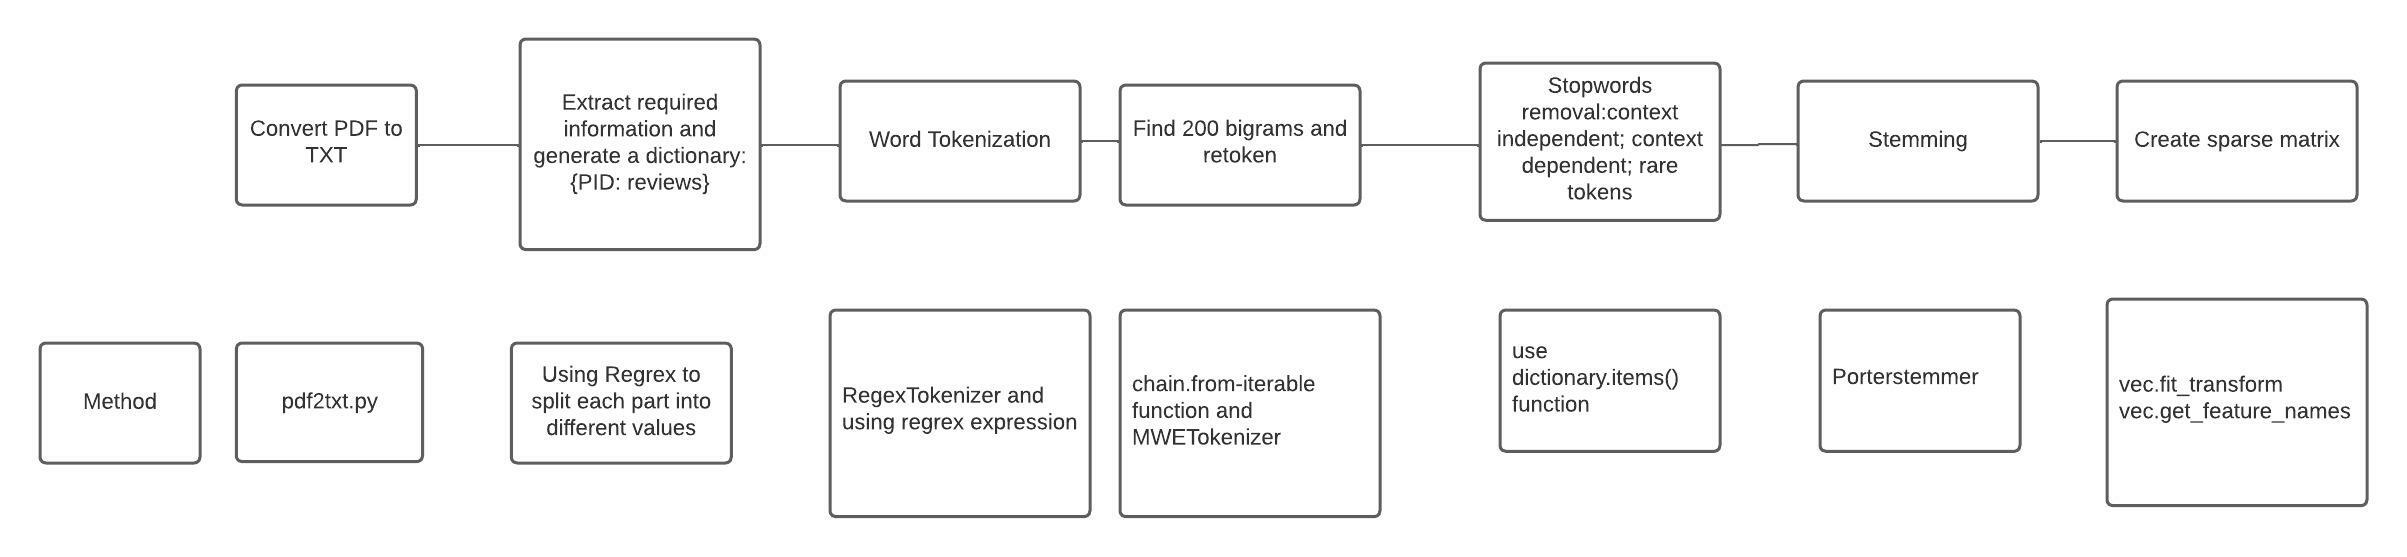 Convert PDF to
TXT
Extract required
information and
generate a dictionary:
{PID: reviews}
Word Tokenization
Find 200 bigrams and
retoken
Stopwords
removal:context
independent; context
dependent; rare
tokens
Stemming
Create sparse matrix
Method
pdf2txt.py
Using Regrex to
split each part into
different values
RegexTokenizer and
using regrex expression
chain.from-iterable
function and
MWETokenizer
use
dictionary.items()
function
Porterstemmer
vec.fit_transform
vec.get_feature_names